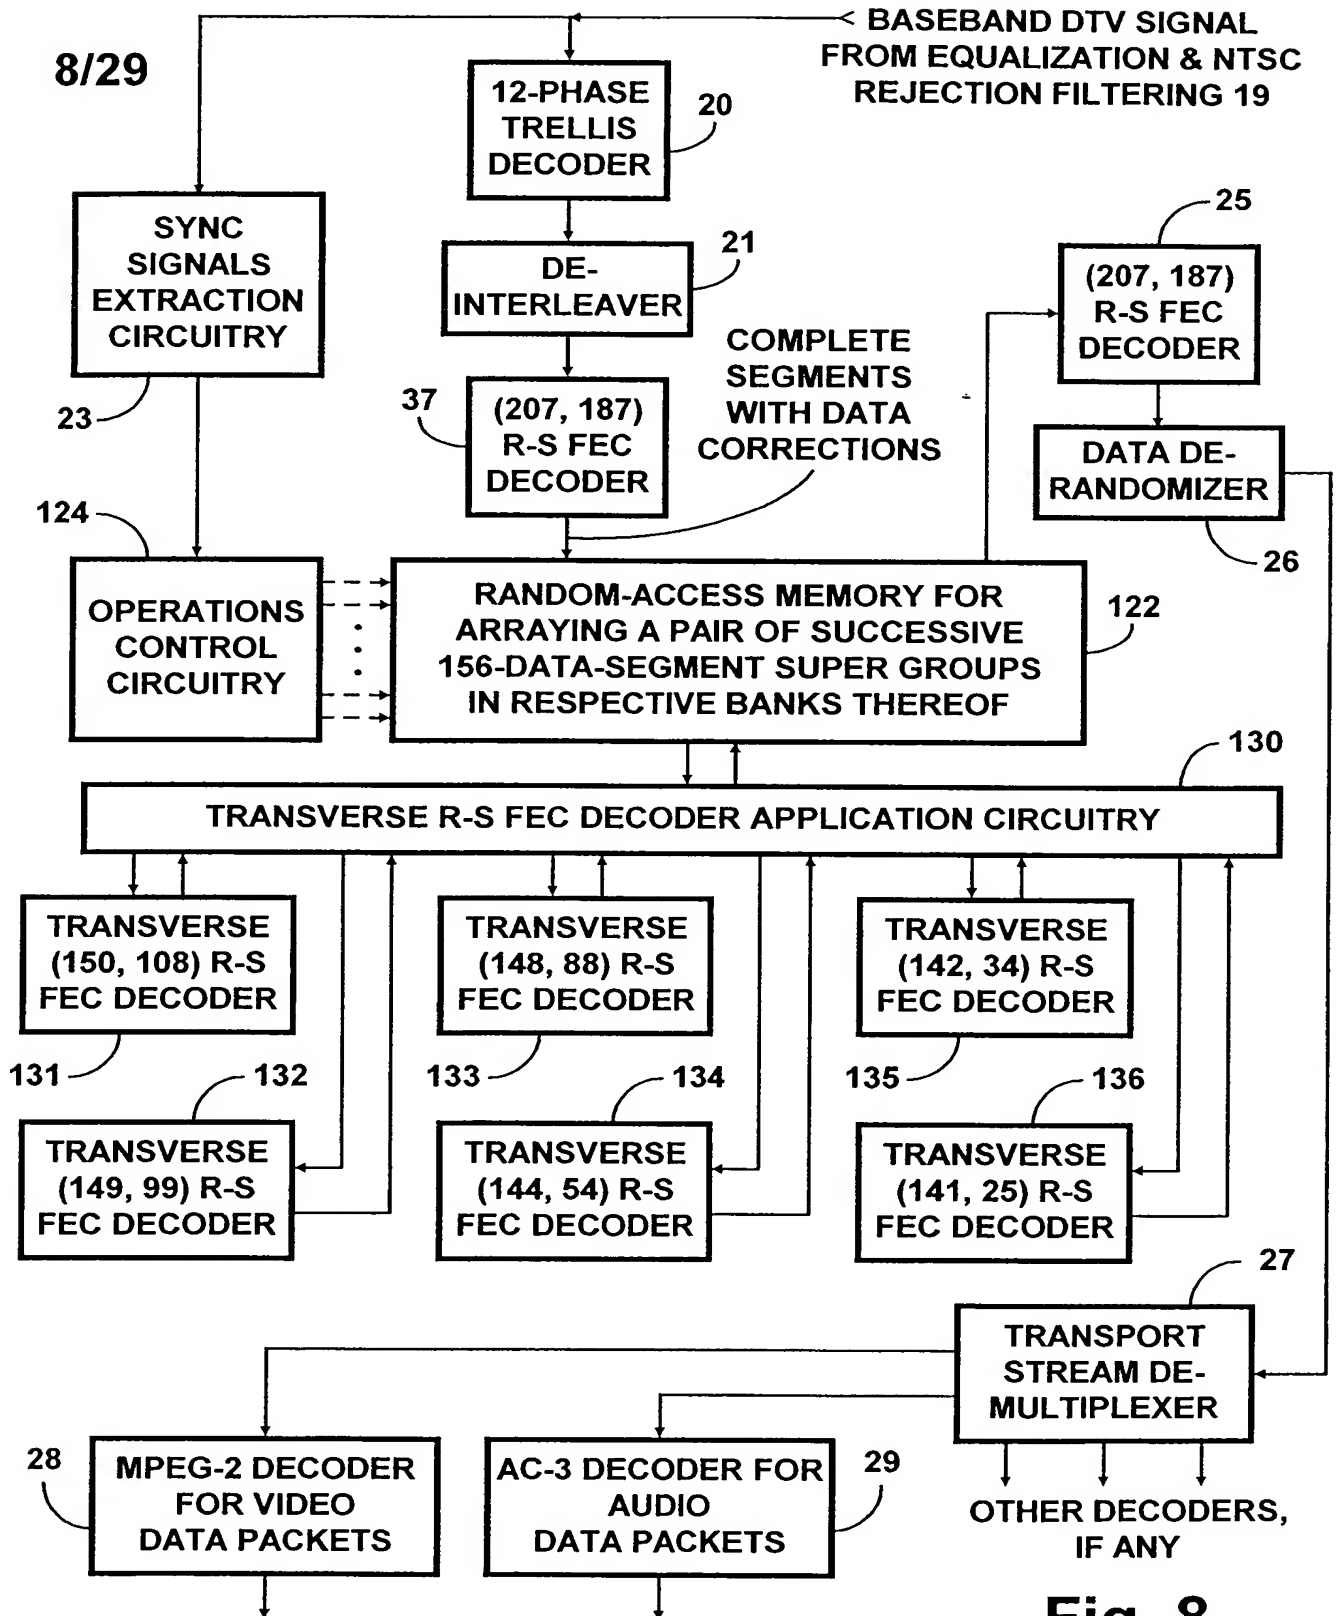 8/29
BASEBAND DTV SIGNAL
FROM EQUALIZATION & NTSC
REJECTION FILTERING 19
12-PHASE
TRELLIS
DECODER
20
SYNC
SIGNALS
EXTRACTION
CIRCUITRY
23
DE-
INTERLEAVER
21
25
(207, 187)
R-S FEC
DECODER
COMPLETE
SEGMENTS
WITH DATA
CORRECTIONS
37
(207, 187)
R-S FEC
DECODER
DATA DE-
RANDOMIZER
26
124
OPERATIONS
CONTROL
CIRCUITRY
RANDOM-ACCESS MEMORY FOR
ARRAYING A PAIR OF SUCCESSIVE
156-DATA-SEGMENT SUPER GROUPS
IN RESPECTIVE BANKS THEREOF
122
130
TRANSVERSE R-S FEC DECODER APPLICATION CIRCUITRY
TRANSVERSE
(150, 108) R-S
FEC DECODER
131
TRANSVERSE
(148, 88) R-S
FEC DECODER
133
TRANSVERSE
(142, 34) R-S
FEC DECODER
135
132
TRANSVERSE
(149, 99) R-S
FEC DECODER
134
TRANSVERSE
(144, 54) R-S
FEC DECODER
136
TRANSVERSE
(141, 25) R-S
FEC DECODER
27
TRANSPORT
STREAM DE-
MULTIPLEXER
28
MPEG-2 DECODER
FOR VIDEO
DATA PACKETS
AC-3 DECODER FOR
AUDIO
DATA PACKETS
29
OTHER DECODERS,
IF ANY
Fig. 8